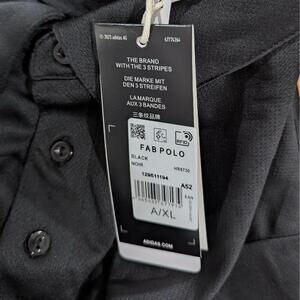 © 2023 adidas AG
THE BRAND
WITH THE 3 STRIPES
DIE MARKE MIT
DEN 3 STREIFEN
LA MARQUE
AUX 3 BANDES
三条纹品牌
FAB POLO
BLACK
NOIR
129511194
A52
A/XL
ADIDAS.COM